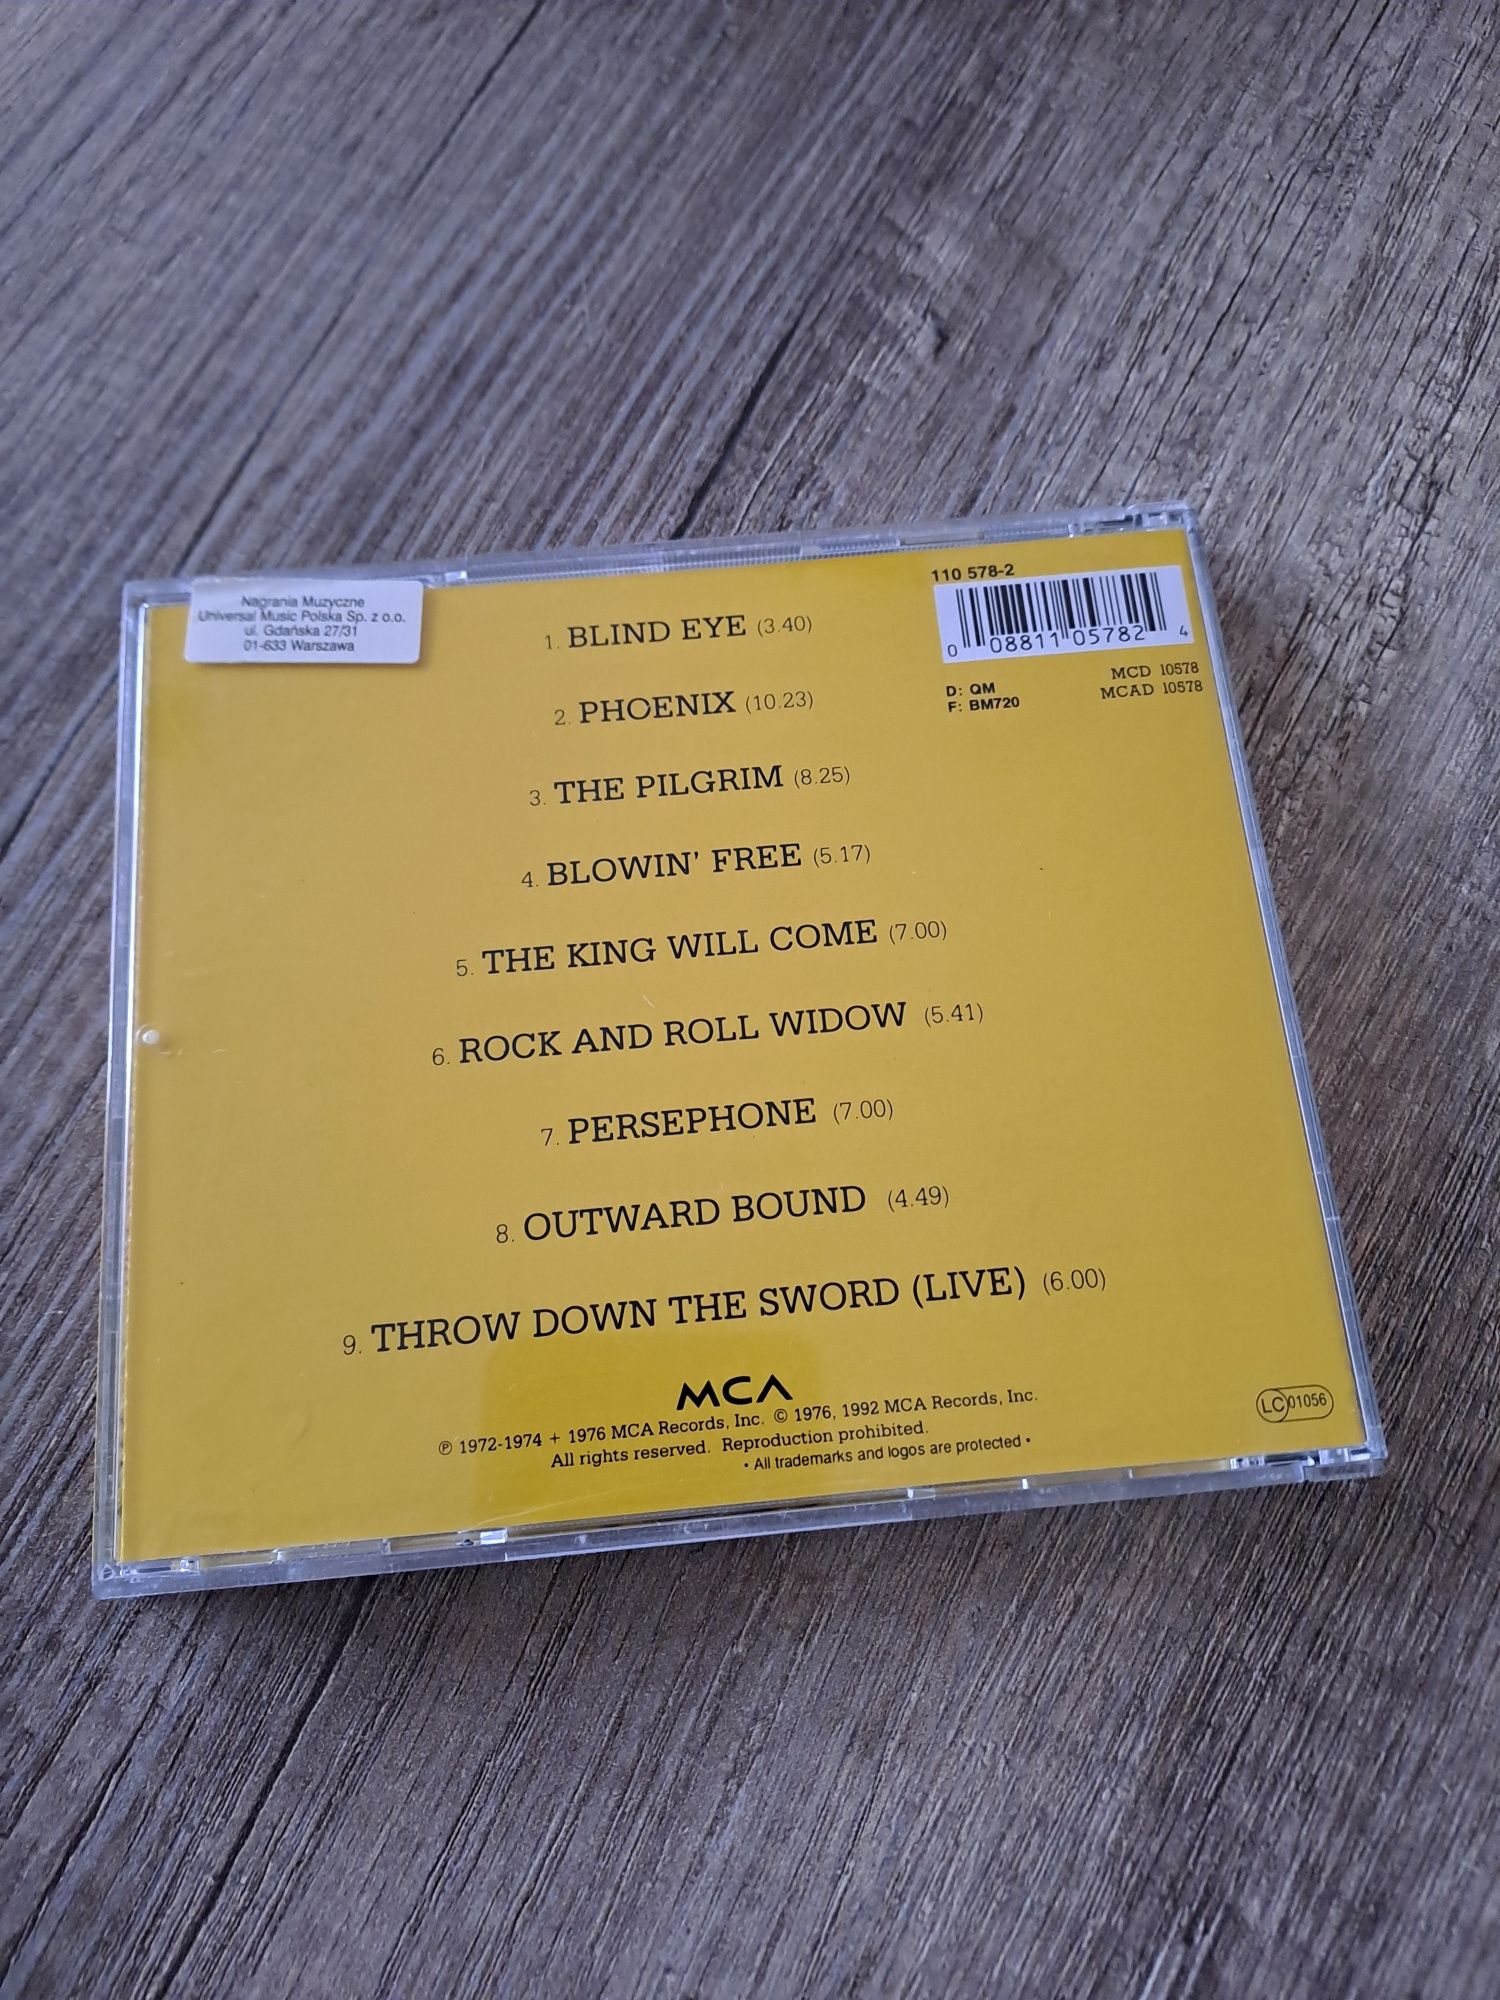 Nagrania Muzyczne
Universal Music Polska Sp. z o.o.
ul. Gdańska 27/31
01-633 Warszawa
110 578-2
0 08811 05782 4
MCD 10578
MCAD 10578
D: QM
F: BM720
1. BLIND EYE (3.40)
2. PHOENIX (10.23)
3. THE PILGRIM (8.25)
4. BLOWIN' FREE (5.17)
5. THE KING WILL COME (7.00)
6. ROCK AND ROLL WIDOW (5.41)
7. PERSEPHONE (7.00)
8. OUTWARD BOUND (4.49)
9. THROW DOWN THE SWORD (LIVE) (6.00)
MCA
℗ 1972-1974 + 1976 MCA Records, Inc. © 1976, 1992 MCA Records, Inc.
All rights reserved. Reproduction prohibited.
• All trademarks and logos are protected •
LC 01056